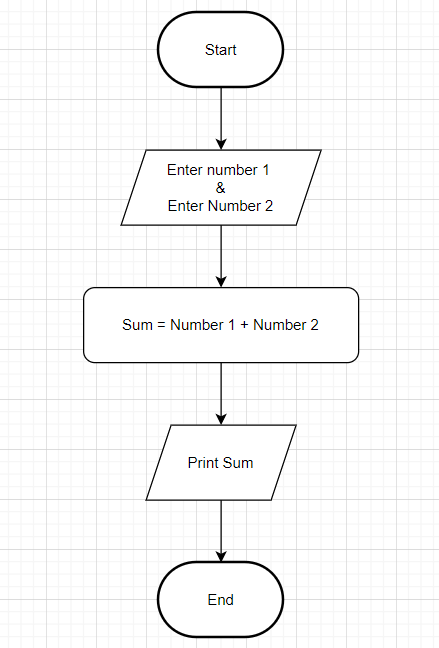 Start
Enter number 1
&
Enter Number 2
Sum = Number 1 + Number 2
Print Sum
End